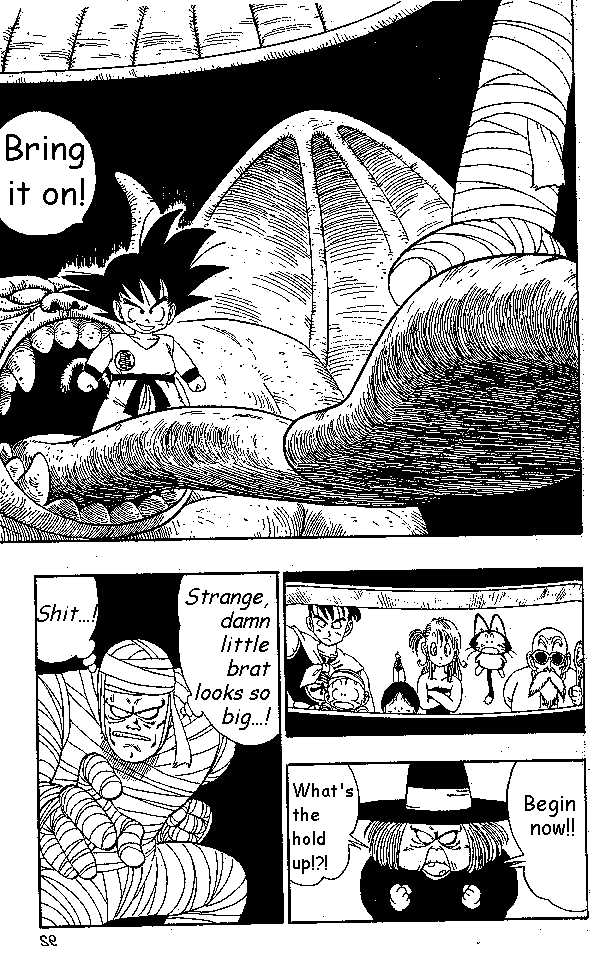 Bring
it on!
Shit...!
Strange,
damn
little
brat
looks so
big...!
What's
the
hold
up!?!
Begin
now!!
92